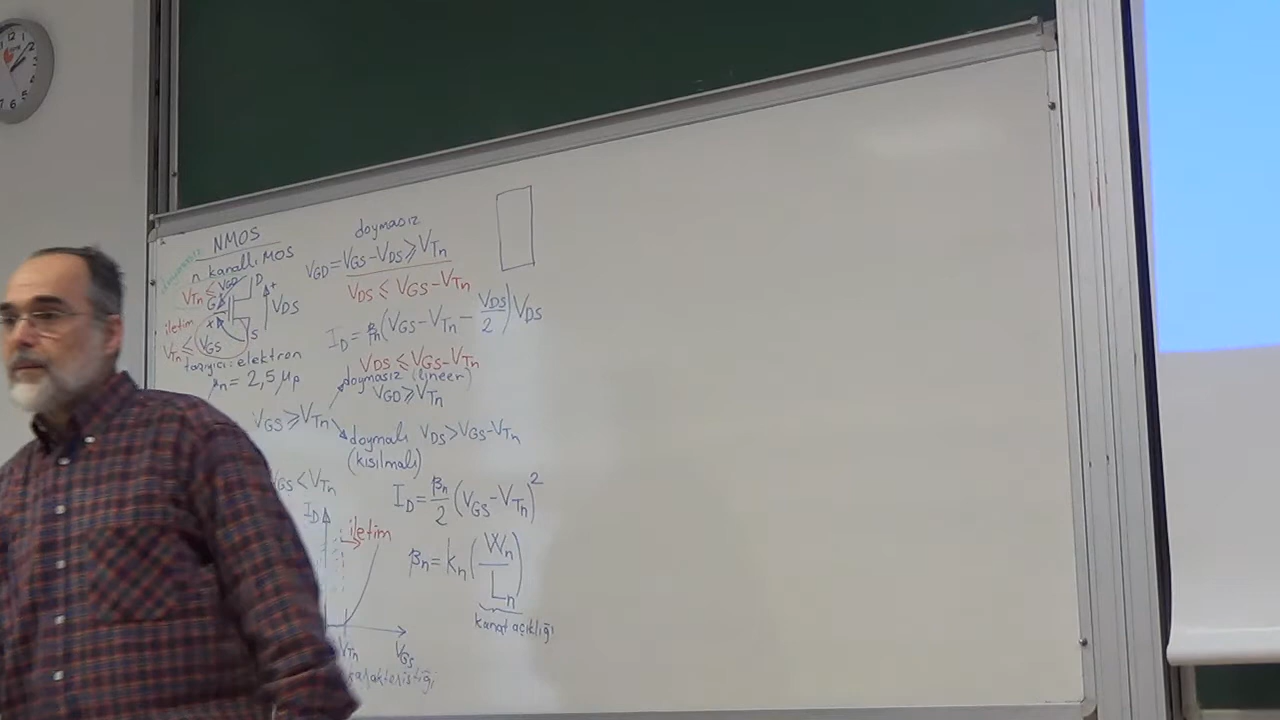 NMOS
n kanallı MOS
VTn ≤ VGD
G
D
+
VDS
S
iletim
VTn ≤ VGS
taşıyıcı: elektron
μn = 2,5 μp
VGS ≥ VTn
VGS < VTn
ID
iletim
VTn
VGS
karakteristiği
doymasız
VGD = VGS - VDS ≥ VTn
VDS ≤ VGS - VTn
ID = βn (VGS - VTn - VDS/2) VDS
VDS ≤ VGS - VTn
doymasız (lineer)
VGD ≥ VTn
doymalı VDS > VGS - VTn
(kısılmalı)
ID = βn/2 (VGS - VTn)²
βn = kn (Wn/Ln)
kanat açıklığı